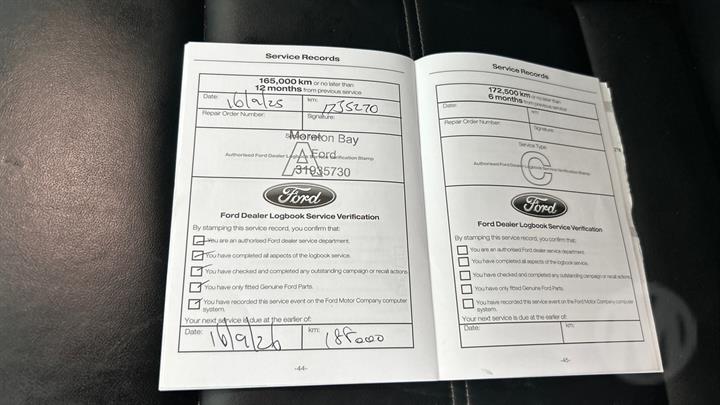 Service Records
165,000 km or no later than
12 months from previous service
Date: 16/9/25
km: 1735270
Repair Order Number:
Signature:
Moreton Bay
Ford
A
Authorised Ford Dealer Logbook Service Verification Stamp
31935730
Ford
Ford Dealer Logbook Service Verification
By stamping this service record, you confirm that:
You are an authorised Ford dealer service department.
You have completed all aspects of the logbook service.
You have checked and completed any outstanding campaign or recall actions.
You have only fitted Genuine Ford Parts.
You have recorded this service event on the Ford Motor Company computer
system.
Your next service is due at the earlier of:
Date: 16/9/26
km: 188000
-44-
Service Records
172,500 km or no later than
6 months from previous service
Date:
km:
Repair Order Number:
Signature:
Service Type
C
Authorised Ford Dealer Logbook Service Verification Stamp
Ford
Ford Dealer Logbook Service Verification
By stamping this service record, you confirm that:
You are an authorised Ford dealer service department.
You have completed all aspects of the logbook service.
You have checked and completed any outstanding campaign or recall actions.
You have only fitted Genuine Ford Parts.
You have recorded this service event on the Ford Motor Company computer
system.
Your next service is due at the earlier of:
Date:
km:
-45-